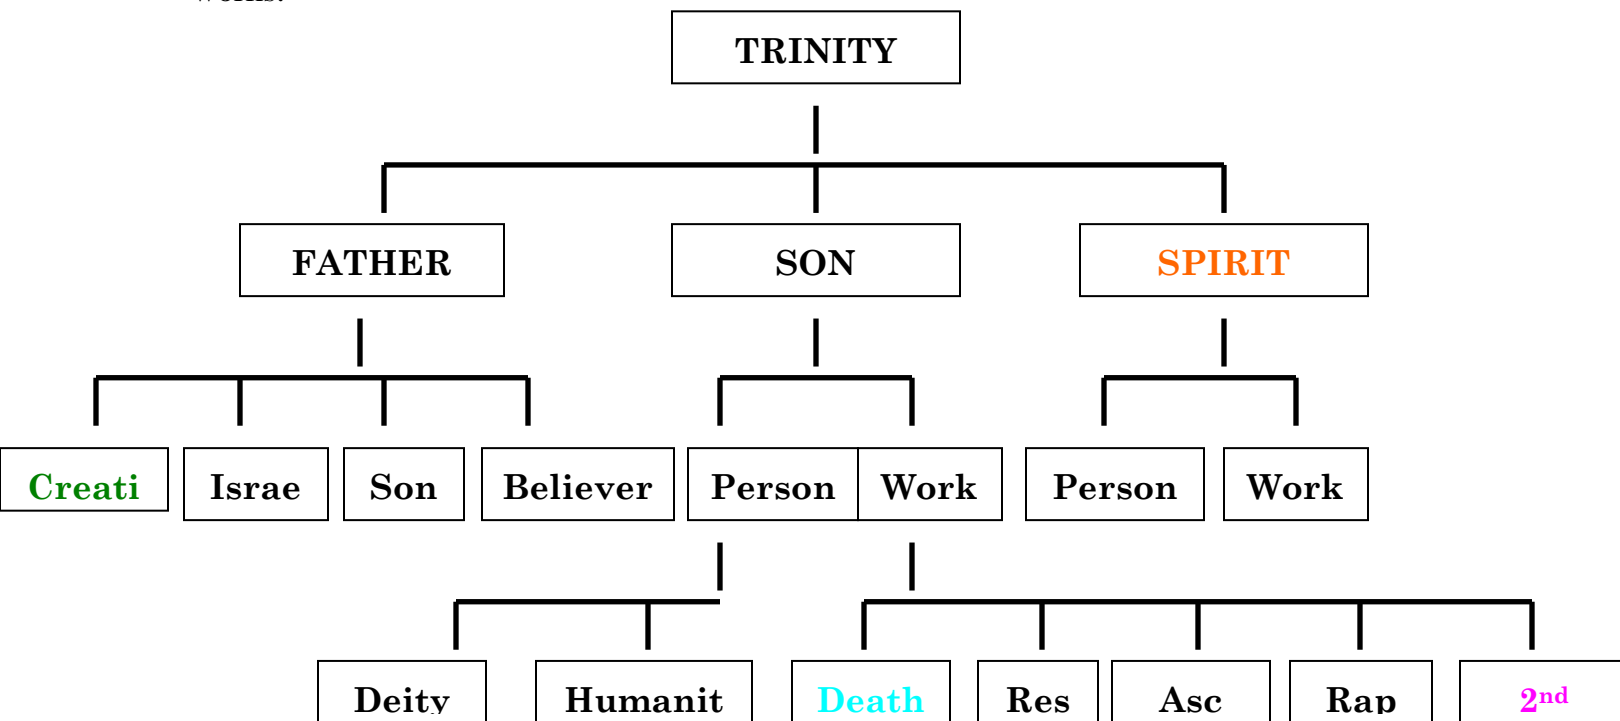 works.
TRINITY
FATHER SON SPIRIT
Creati Israe Son Believer Person Work Person Work
Deity Humanit Death Res Asc Rap 2nd